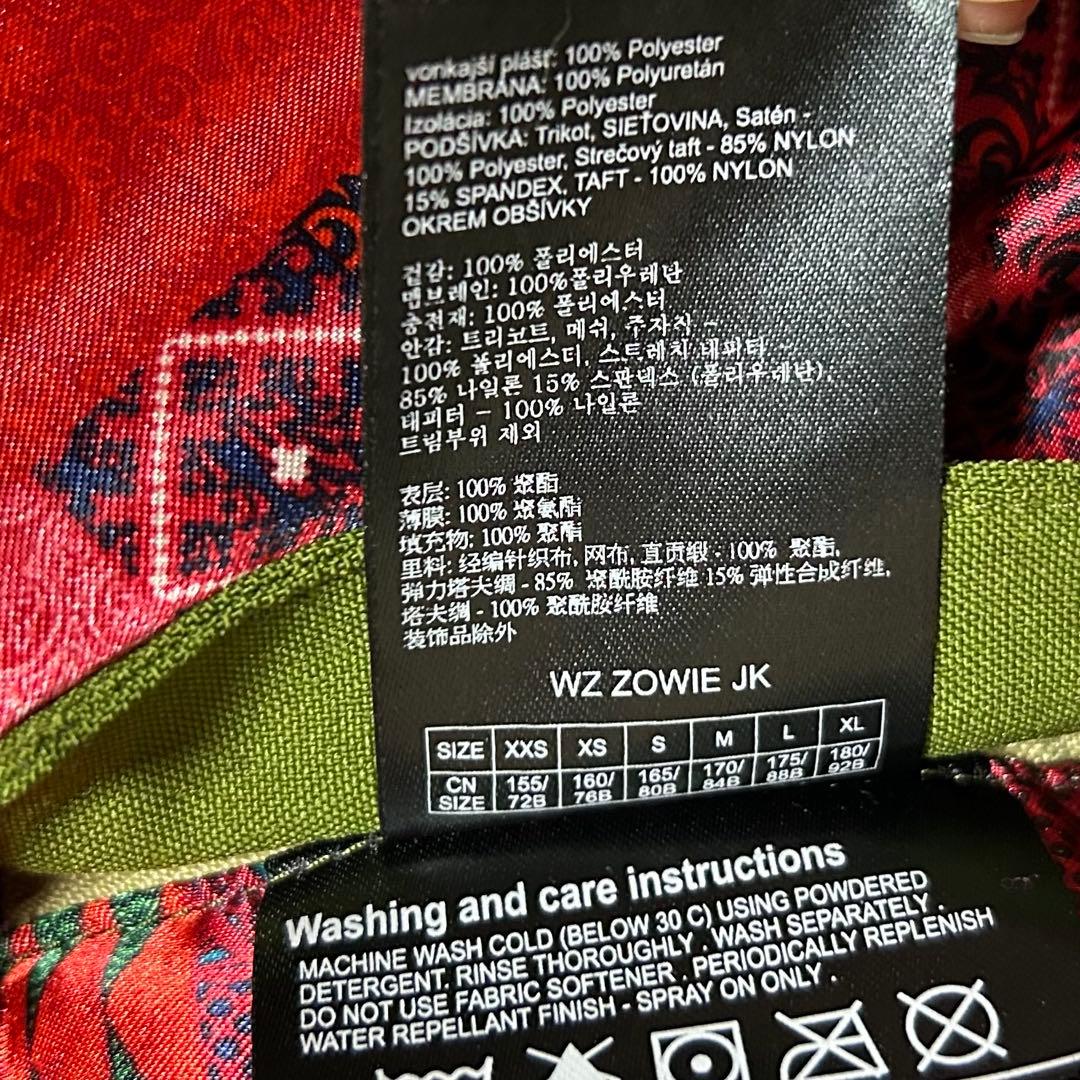 vonkajší plášť: 100% Polyester
MEMBRÁNA: 100% Polyuretán
Izolácia: 100% Polyester
PODŠÍVKA: Trikot, SIEŤOVINA, Satén -
100% Polyester, Strečový taft - 85% NYLON
15% SPANDEX, TAFT - 100% NYLON
OKREM OBŠÍVKY
겉감: 100% 폴리에스터
맴브레인: 100%폴리우레탄
충전재: 100% 폴리에스터
안감: 트리코트, 메쉬, 주자직 –
100% 폴리에스터, 스트레치 테피터 –
85% 나일론 15% 스판덱스 (폴리우레탄),
태피터 – 100% 나일론
트림부위 제외
表层: 100% 聚酯
薄膜: 100% 聚氨酯
填充物: 100% 聚酯
里料: 经编针织布, 网布, 直贡缎 - 100% 聚酯,
弹力塔夫绸 - 85% 聚酰胺纤维 15% 弹性合成纤维,
塔夫绸 - 100% 聚酰胺纤维
装饰品除外
WZ ZOWIE JK
SIZE XXS XS S M L XL
CN SIZE 155/72B 160/76B 165/80B 170/84B 175/88B 180/92B
Washing and care instructions
MACHINE WASH COLD (BELOW 30 C) USING POWDERED
DETERGENT. RINSE THOROUGHLY . WASH SEPARATELY .
DO NOT USE FABRIC SOFTENER . PERIODICALLY REPLENISH
WATER REPELLANT FINISH - SPRAY ON ONLY .